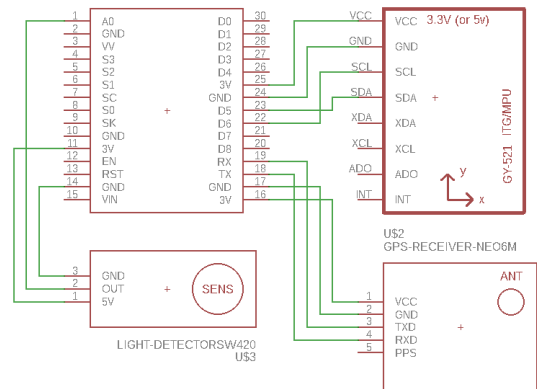 1 A0 D0 30
2 GND D1 29
3 VV D2 28
4 S3 D3 27
5 S2 D4 26
6 S1 3V 25
7 SC GND 24
8 S0 D5 23
9 SK D6 22
10 GND D7 21
11 3V D8 20
12 EN RX 19
13 RST TX 18
14 GND GND 17
15 VIN 3V 16
VCC VCC 3.3V (or 5v)
GND GND
SCL SCL
SDA SDA
XDA XDA
XCL XCL
ADO ADO
INT INT
GY-521 ITG/MPU
y
x
3 GND
2 OUT
1 5V
SENS
LIGHT-DETECTORSW420
U$3
U$2
GPS-RECEIVER-NEO6M
ANT
1 VCC
2 GND
3 TXD
4 RXD
5 PPS